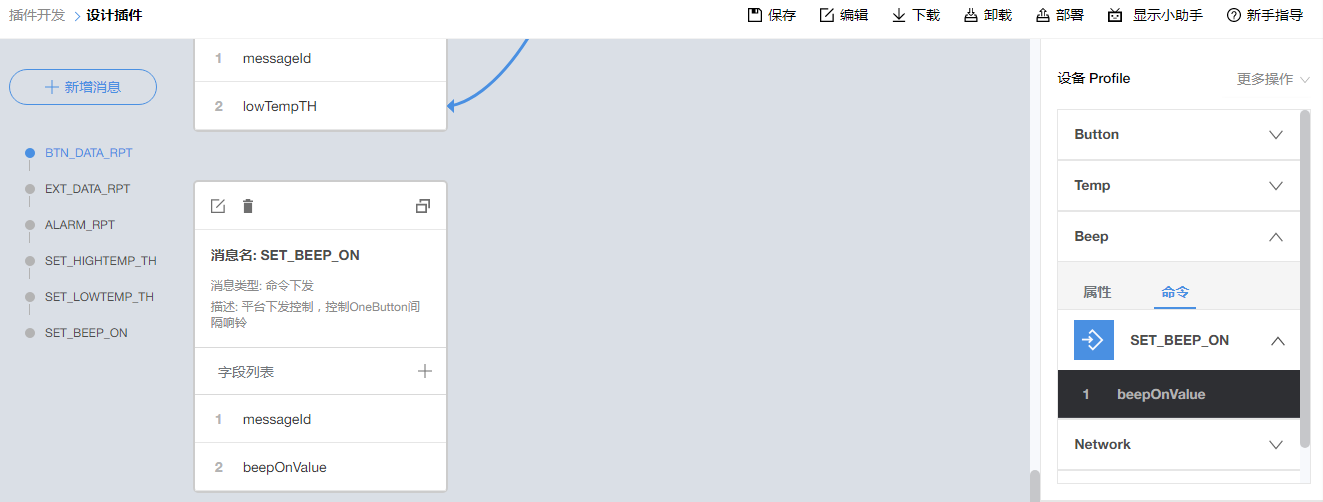 插件开发 > 设计插件
保存 编辑 下载 卸载 部署 显示小助手 新手指导
新增消息
BTN_DATA_RPT
EXT_DATA_RPT
ALARM_RPT
SET_HIGHTEMP_TH
SET_LOWTEMP_TH
SET_BEEP_ON
1 messageId
2 lowTempTH
消息名: SET_BEEP_ON
消息类型: 命令下发
描述: 平台下发控制，控制OneButton间
隔响铃
字段列表
1 messageId
2 beepOnValue
设备 Profile 更多操作
Button
Temp
Beep
属性 命令
SET_BEEP_ON
1 beepOnValue
Network